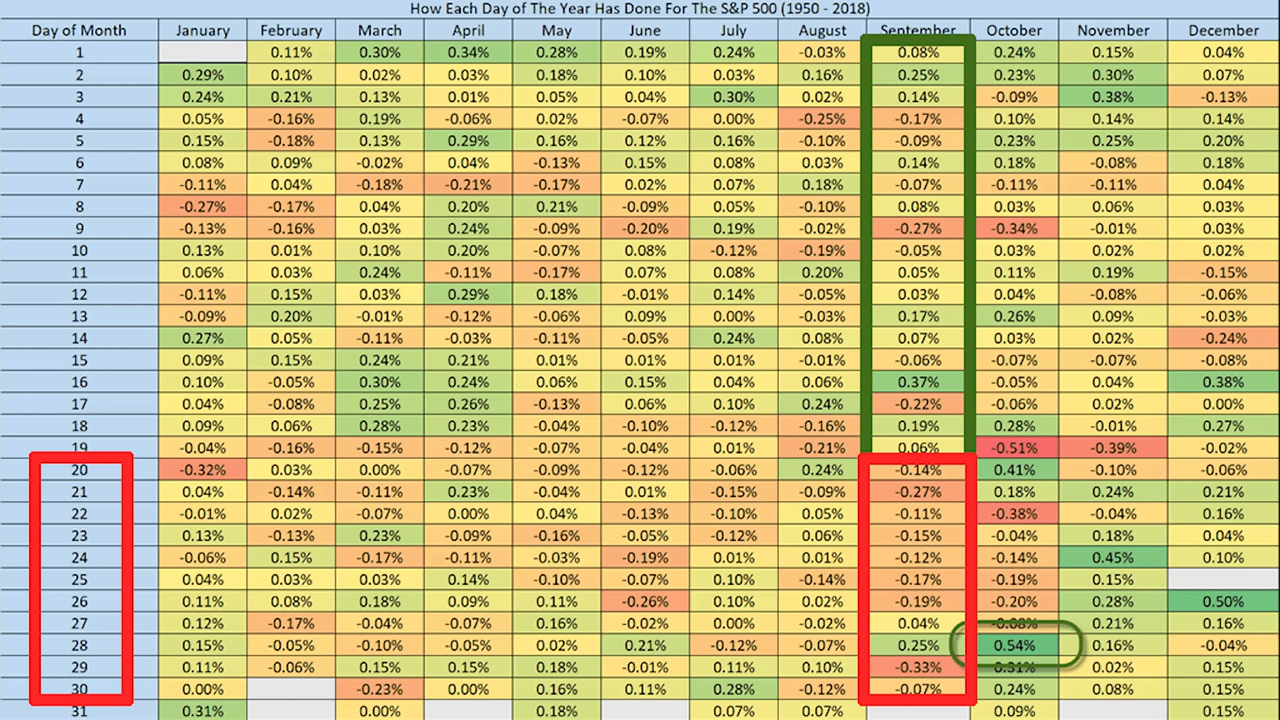 How Each Day of The Year Has Done For The S&P 500 (1950 - 2018)
Day of Month January February March April May June July August September October November December
1 0.11% 0.30% 0.34% 0.28% 0.19% 0.24% -0.03% 0.08% 0.24% 0.15% 0.04%
2 0.29% 0.10% 0.02% 0.03% 0.18% 0.10% 0.03% 0.16% 0.25% 0.23% 0.30% 0.07%
3 0.24% 0.21% 0.13% 0.01% 0.05% 0.04% 0.30% 0.02% 0.14% -0.09% 0.38% -0.13%
4 0.05% -0.16% 0.19% -0.06% 0.02% -0.07% 0.00% -0.25% -0.17% 0.10% 0.14% 0.14%
5 0.15% -0.18% 0.13% 0.29% 0.16% 0.12% 0.16% -0.10% -0.09% 0.23% 0.25% 0.20%
6 0.08% 0.09% -0.02% 0.04% -0.13% 0.15% 0.08% 0.03% 0.14% 0.18% -0.08% 0.18%
7 -0.11% 0.04% -0.18% -0.21% -0.17% 0.02% 0.07% 0.18% -0.07% -0.11% -0.11% 0.04%
8 -0.27% -0.17% 0.04% 0.20% 0.21% -0.09% 0.05% -0.10% 0.08% 0.03% 0.06% 0.03%
9 -0.13% -0.16% 0.03% 0.24% -0.09% -0.20% 0.19% -0.02% -0.27% -0.34% -0.01% 0.03%
10 0.13% 0.01% 0.10% 0.20% -0.07% 0.08% -0.12% -0.19% -0.05% 0.03% 0.02% 0.02%
11 0.06% 0.03% 0.24% -0.11% -0.17% 0.07% 0.08% 0.20% 0.05% 0.11% 0.19% -0.15%
12 -0.11% 0.15% 0.03% 0.29% 0.18% -0.01% 0.14% -0.05% 0.03% 0.04% -0.08% -0.06%
13 -0.09% 0.20% -0.01% -0.12% -0.06% 0.09% 0.00% -0.03% 0.17% 0.26% 0.09% -0.03%
14 0.27% 0.05% -0.11% -0.03% -0.11% -0.05% 0.24% 0.08% 0.07% 0.03% 0.02% -0.24%
15 0.09% 0.15% 0.24% 0.21% 0.01% 0.01% 0.01% -0.01% -0.06% -0.07% -0.07% -0.08%
16 0.10% -0.05% 0.30% 0.24% 0.06% 0.15% 0.04% 0.06% 0.37% -0.05% 0.04% 0.38%
17 0.04% -0.08% 0.25% 0.26% -0.13% 0.06% 0.10% 0.24% -0.22% -0.06% 0.02% 0.00%
18 0.09% 0.06% 0.28% 0.23% -0.04% -0.10% -0.12% -0.16% 0.19% 0.28% -0.01% 0.27%
19 -0.04% -0.16% -0.15% -0.12% -0.07% -0.04% 0.01% -0.21% 0.06% -0.51% -0.39% -0.02%
20 -0.32% 0.03% 0.00% -0.07% -0.09% -0.12% -0.06% 0.24% -0.14% 0.41% -0.10% -0.06%
21 0.04% -0.14% -0.11% 0.23% -0.04% 0.01% -0.15% -0.09% -0.27% 0.18% 0.24% 0.21%
22 -0.01% 0.02% -0.07% 0.00% 0.04% -0.13% -0.10% 0.05% -0.11% -0.38% -0.04% 0.16%
23 0.13% -0.13% 0.23% -0.09% -0.16% -0.05% -0.12% 0.06% -0.15% -0.04% 0.18% 0.04%
24 -0.06% 0.15% -0.17% -0.11% -0.03% -0.19% 0.01% 0.01% -0.12% -0.14% 0.45% 0.10%
25 0.04% 0.03% 0.03% 0.14% -0.10% -0.07% 0.10% -0.14% -0.17% -0.19% 0.15%
26 0.11% 0.08% 0.18% 0.09% 0.11% -0.26% 0.10% 0.02% -0.19% -0.20% 0.28% 0.50%
27 0.12% -0.17% -0.04% -0.07% 0.16% -0.02% 0.00% -0.02% 0.04% -0.08% 0.21% 0.16%
28 0.15% -0.05% -0.10% -0.05% 0.02% 0.21% -0.12% -0.07% 0.25% 0.54% 0.16% -0.04%
29 0.11% -0.06% 0.15% 0.15% 0.18% -0.01% 0.11% 0.10% -0.33% 0.31% 0.02% 0.15%
30 0.00% -0.23% 0.00% 0.16% 0.11% 0.28% -0.12% -0.07% 0.24% 0.08% 0.15%
31 0.31% 0.00% 0.18% 0.07% 0.07% 0.09% 0.15%